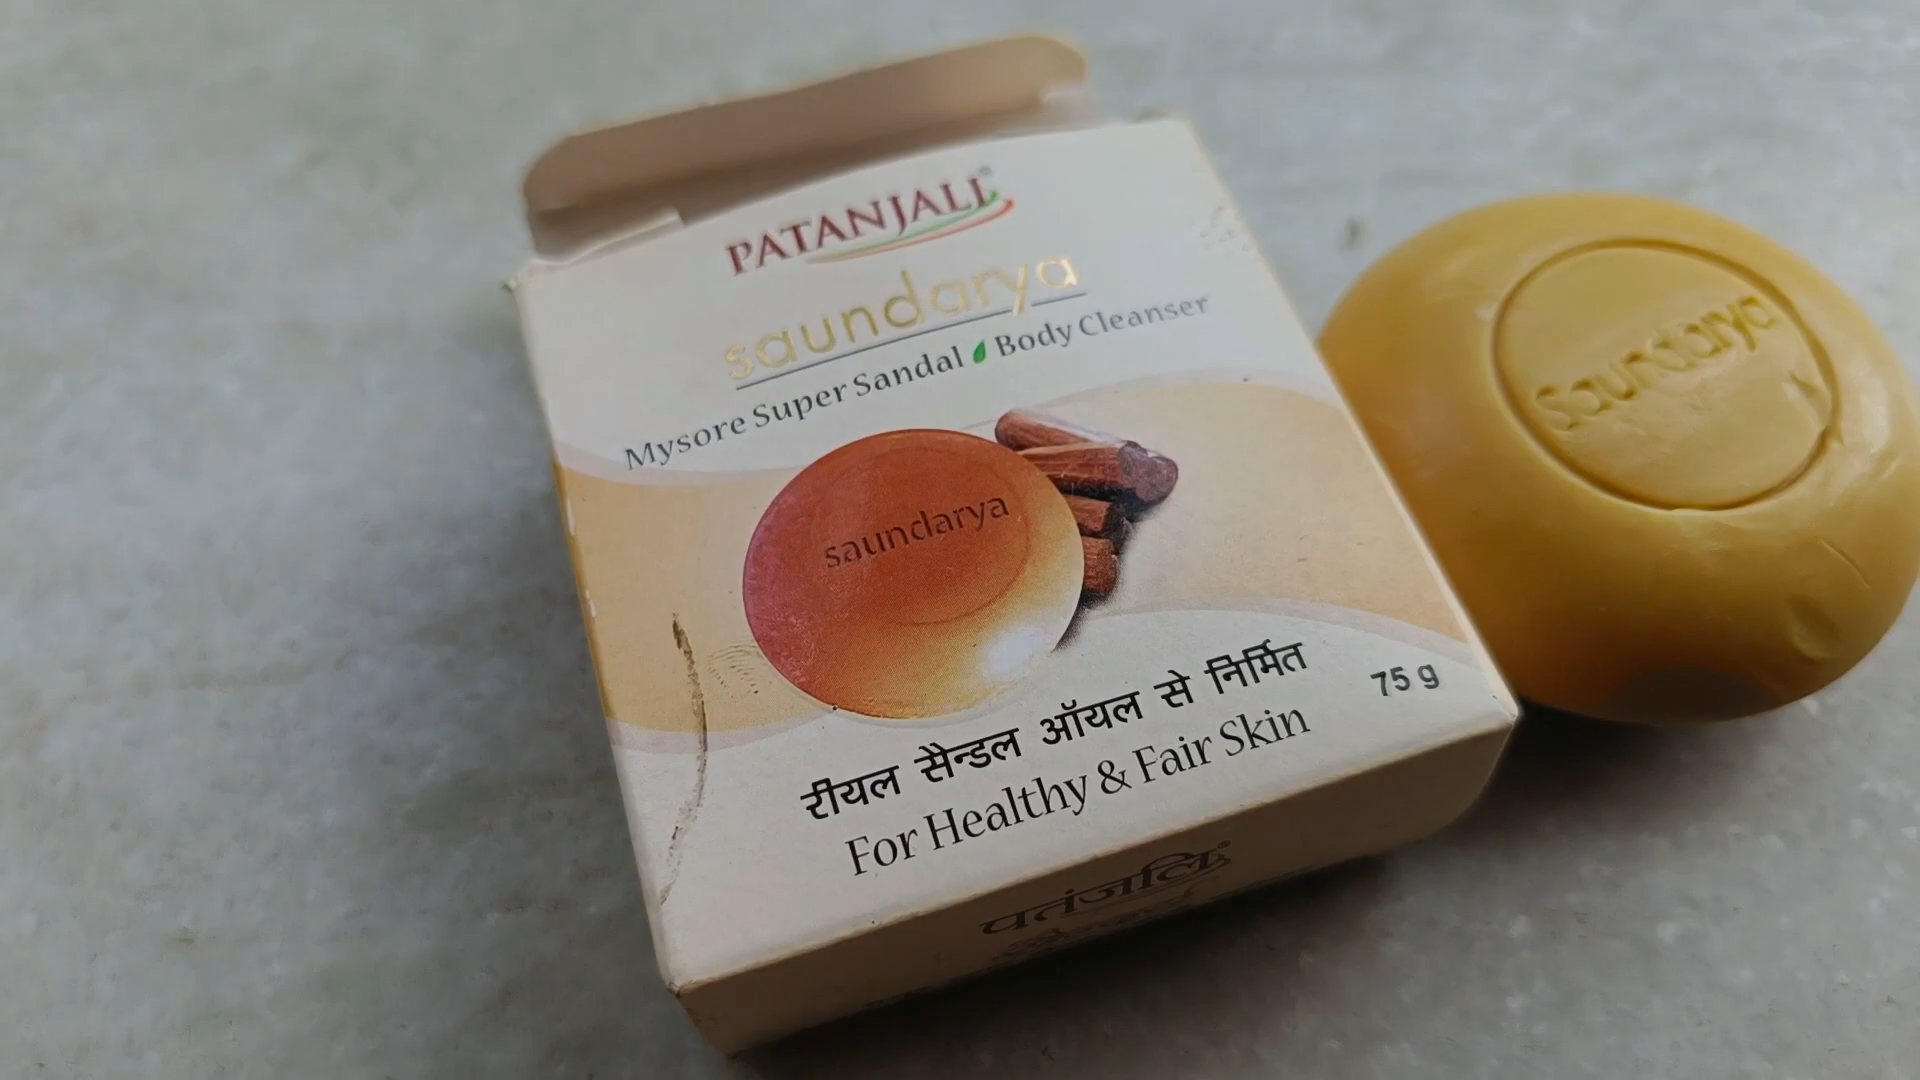 PATANJALI®
saundarya
Mysore Super Sandal Body Cleanser
saundarya
रीयल सैन्डल ऑयल से निर्मित
75 g
For Healthy & Fair Skin
पतंजलि®
Saundarya